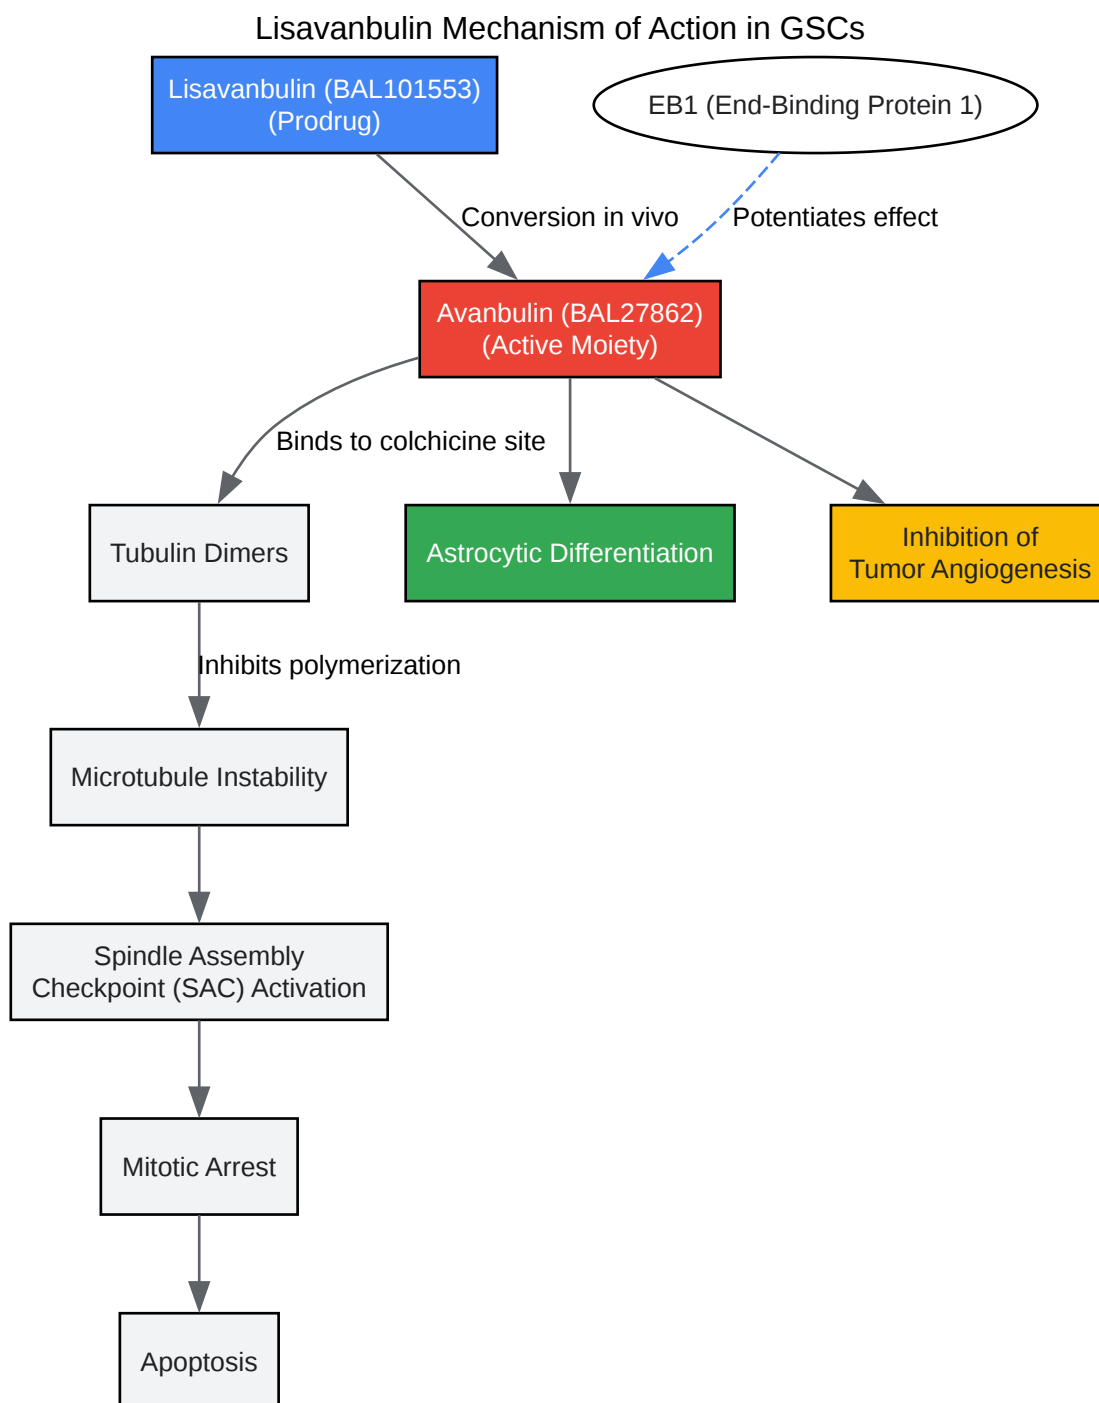 Lisavanbulin Mechanism of Action in GSCs
Lisavanbulin (BAL101553)
(Prodrug)
EB1 (End-Binding Protein 1)
Conversion in vivo
Potentiates effect
Avanbulin (BAL27862)
(Active Moiety)
Binds to colchicine site
Tubulin Dimers
Astrocytic Differentiation
Inhibition of
Tumor Angiogenesis
Inhibits polymerization
Microtubule Instability
Spindle Assembly
Checkpoint (SAC) Activation
Mitotic Arrest
Apoptosis